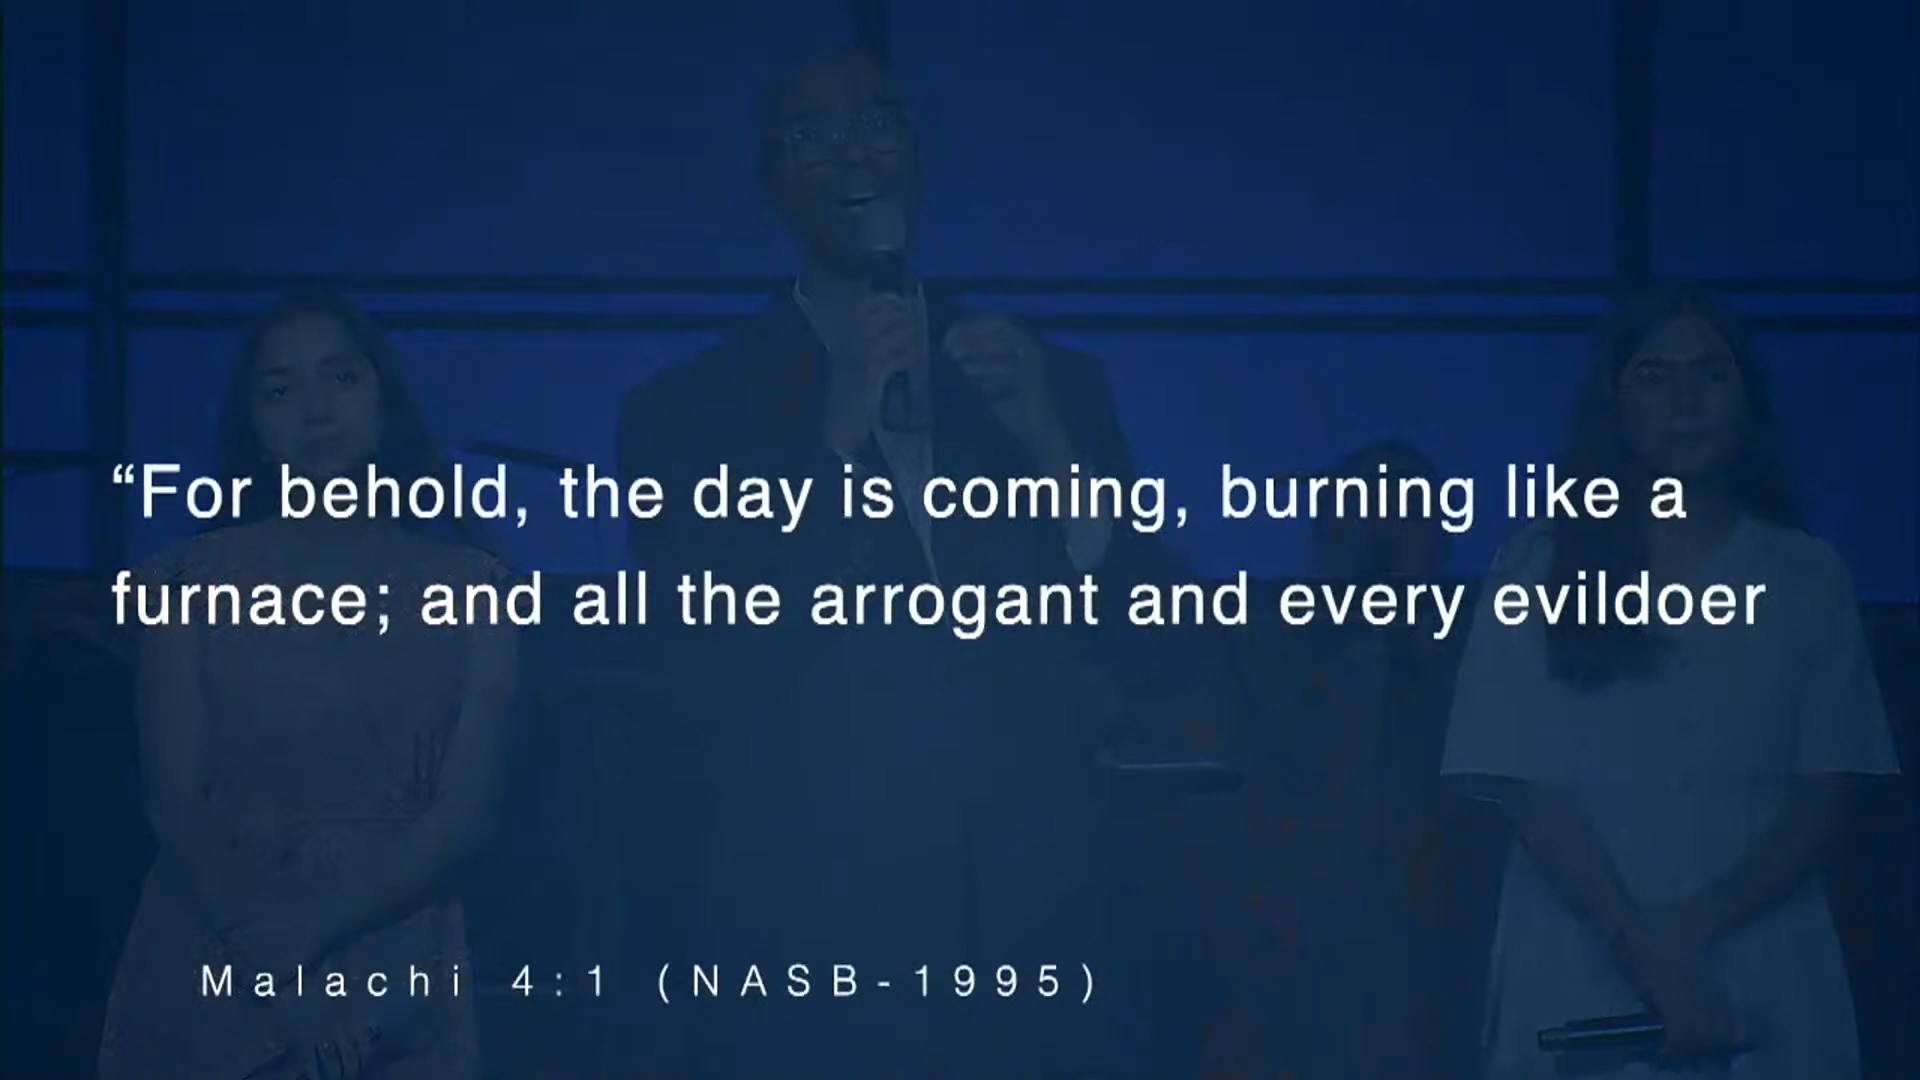 “For behold, the day is coming, burning like a
furnace; and all the arrogant and every evildoer
Malachi 4:1 (NASB-1995)